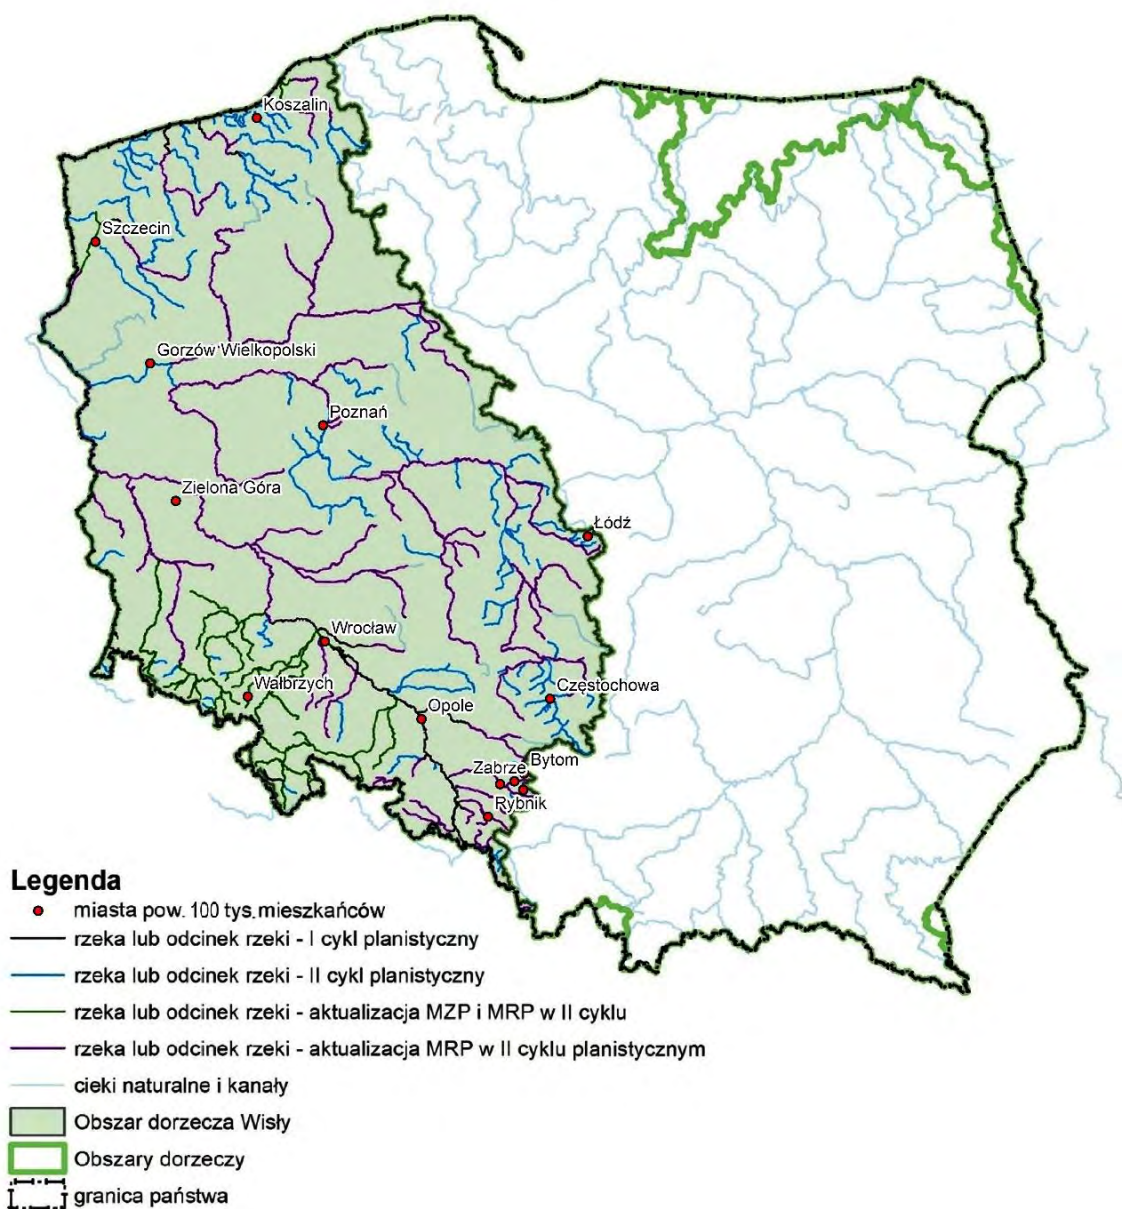 Koszalin
Szczecin
Gorzów Wielkopolski
Poznań
Zielona Góra
Łódź
Wrocław
Wałbrzych
Częstochowa
Opole
Bytom
Zabrze
Rybnik
Legenda
miasta pow. 100 tys. mieszkańców
rzeka lub odcinek rzeki - I cykl planistyczny
rzeka lub odcinek rzeki - II cykl planistyczny
rzeka lub odcinek rzeki - aktualizacja MZP i MRP w II cyklu
rzeka lub odcinek rzeki - aktualizacja MRP w II cyklu planistycznym
cieki naturalne i kanały
Obszar dorzecza Wisły
Obszary dorzeczy
granica państwa